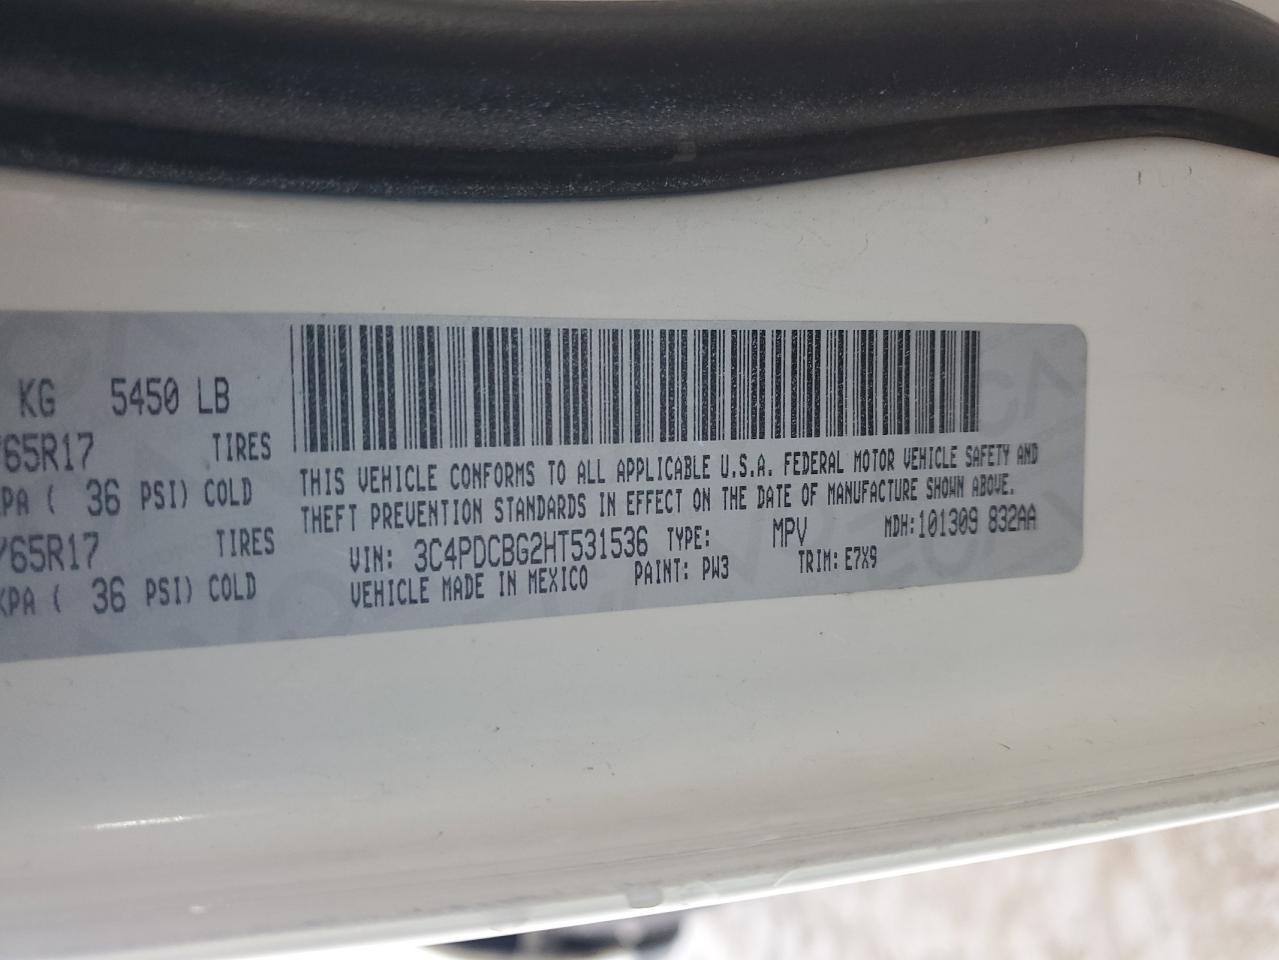 KG 5450 LB
/65R17 TIRES
KPA ( 36 PSI) COLD
/65R17 TIRES
KPA ( 36 PSI) COLD
THIS VEHICLE CONFORMS TO ALL APPLICABLE U.S.A. FEDERAL MOTOR VEHICLE SAFETY AND
THEFT PREVENTION STANDARDS IN EFFECT ON THE DATE OF MANUFACTURE SHOWN ABOVE.
VIN: 3C4PDCBG2HT531536 TYPE: MPV MDH:101309 832AA
VEHICLE MADE IN MEXICO PAINT: PW3 TRIM: E7X9